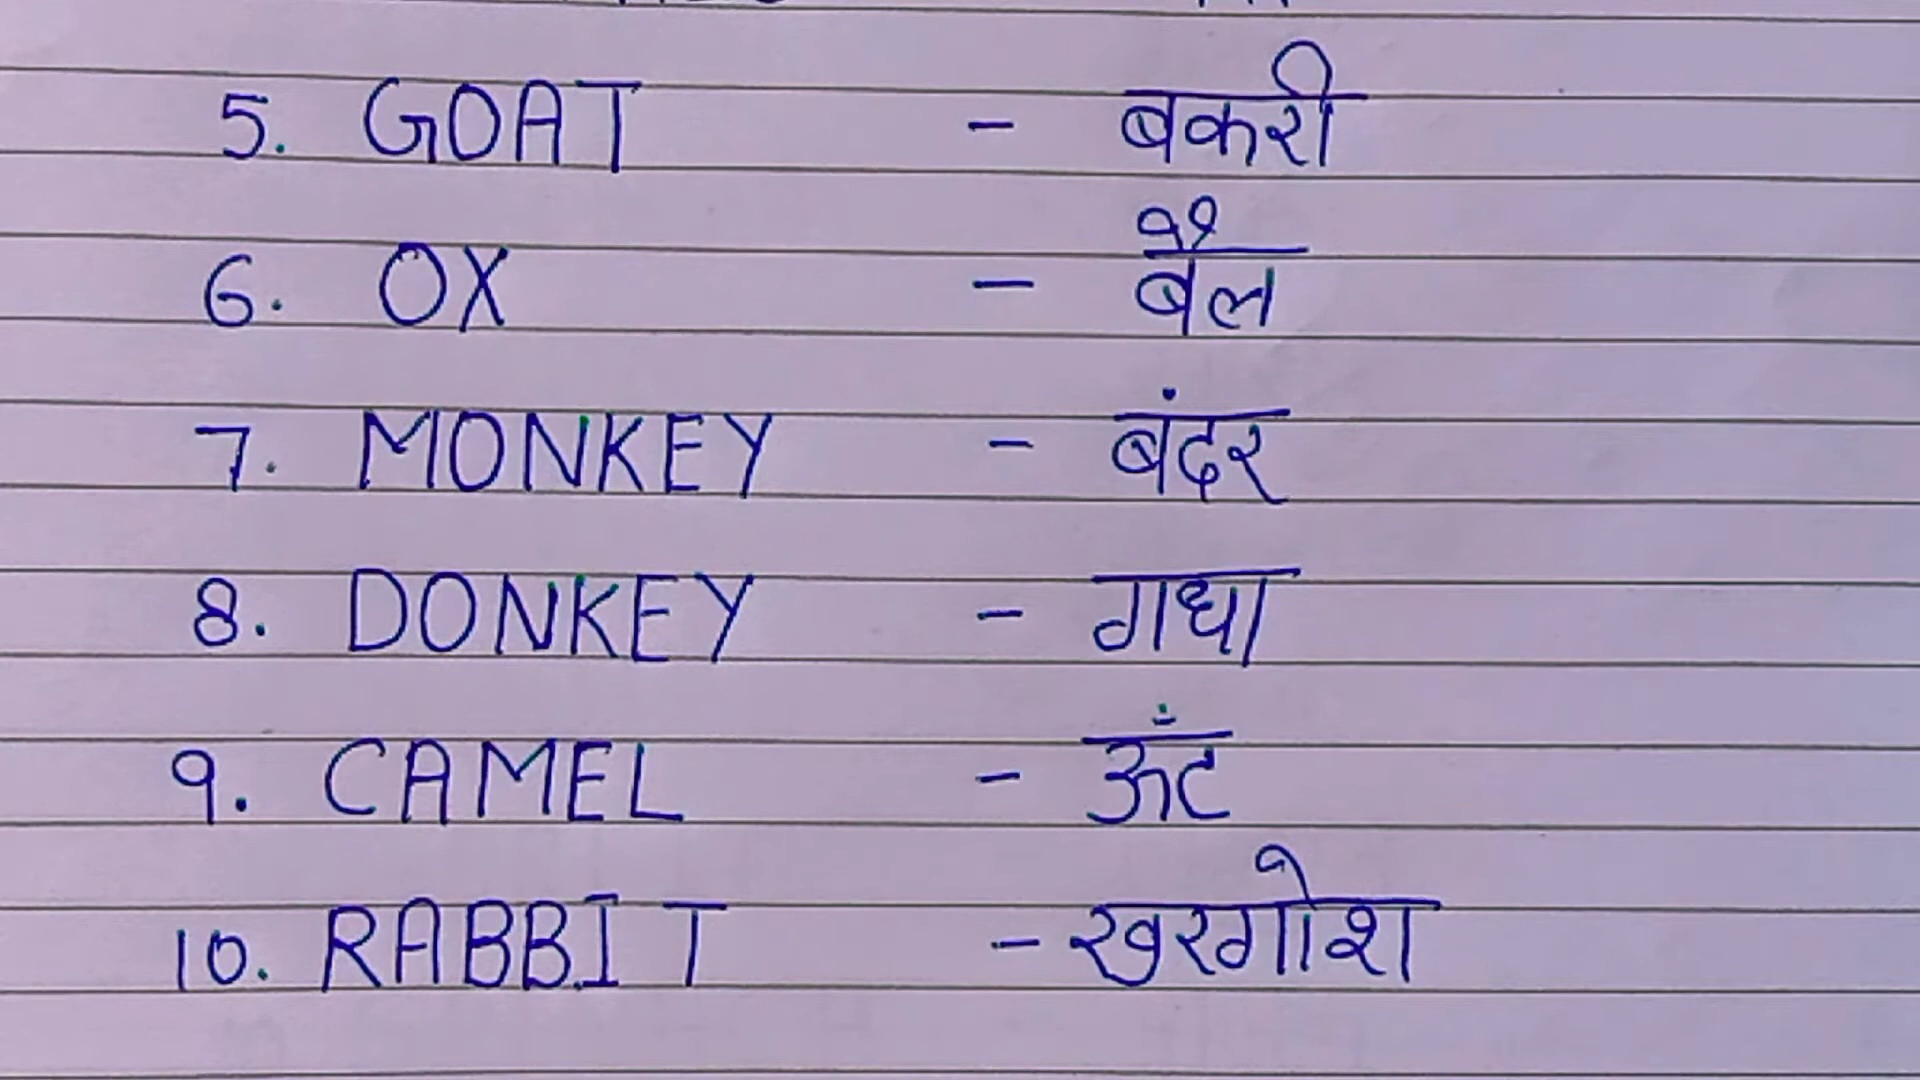 5. GOAT - बकरी
6. OX - बैल
7. MONKEY - बंदर
8. DONKEY - गधा
9. CAMEL - ऊँट
10. RABBIT - खरगोश